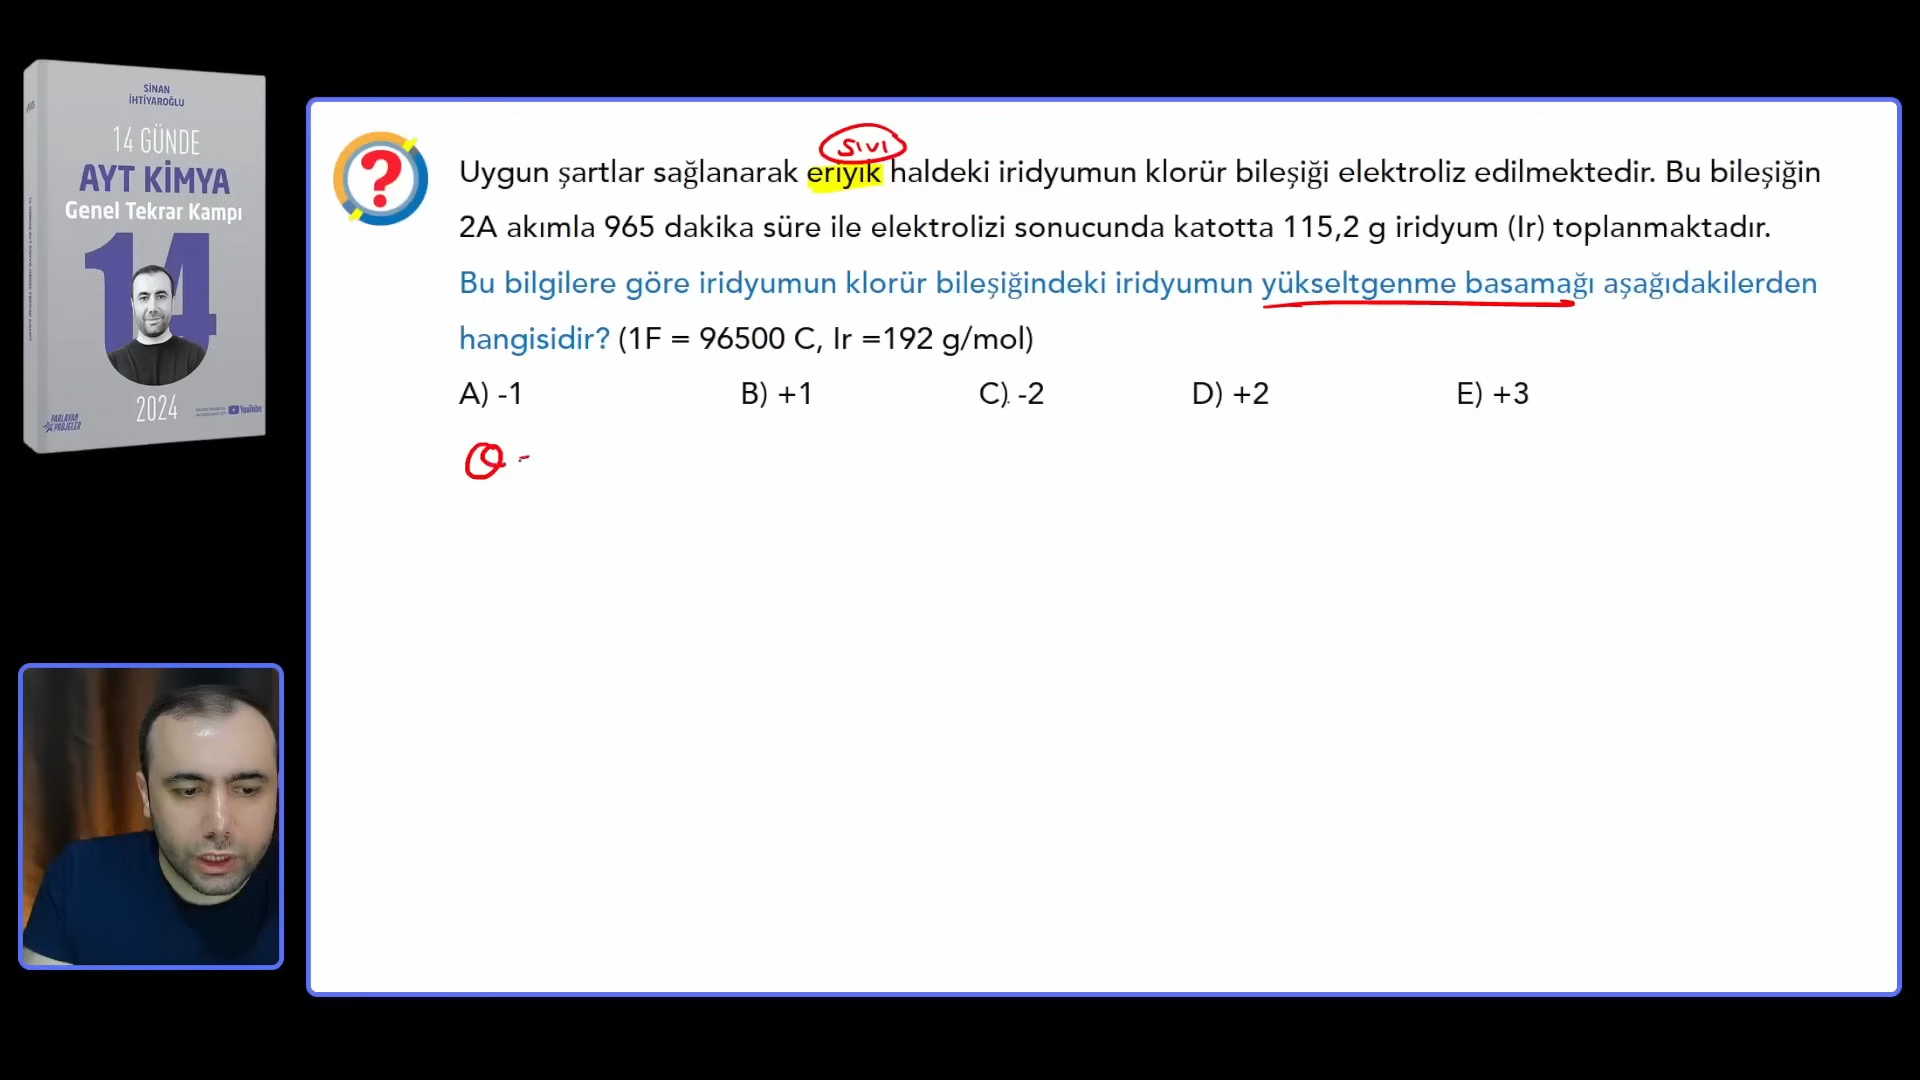 SİNAN
İHTİYAROĞLU
14 GÜNDE
AYT KİMYA
Genel Tekrar Kampı
14
2024
PARLAYAN
PROJELER
YouTube
sıvı
Uygun şartlar sağlanarak eriyik haldeki iridyumun klorür bileşiği elektroliz edilmektedir. Bu bileşiğin
2A akımla 965 dakika süre ile elektrolizi sonucunda katotta 115,2 g iridyum (Ir) toplanmaktadır.
Bu bilgilere göre iridyumun klorür bileşiğindeki iridyumun yükseltgenme basamağı aşağıdakilerden
hangisidir? (1F = 96500 C, Ir =192 g/mol)
A) -1 B) +1 C) -2 D) +2 E) +3
Q -